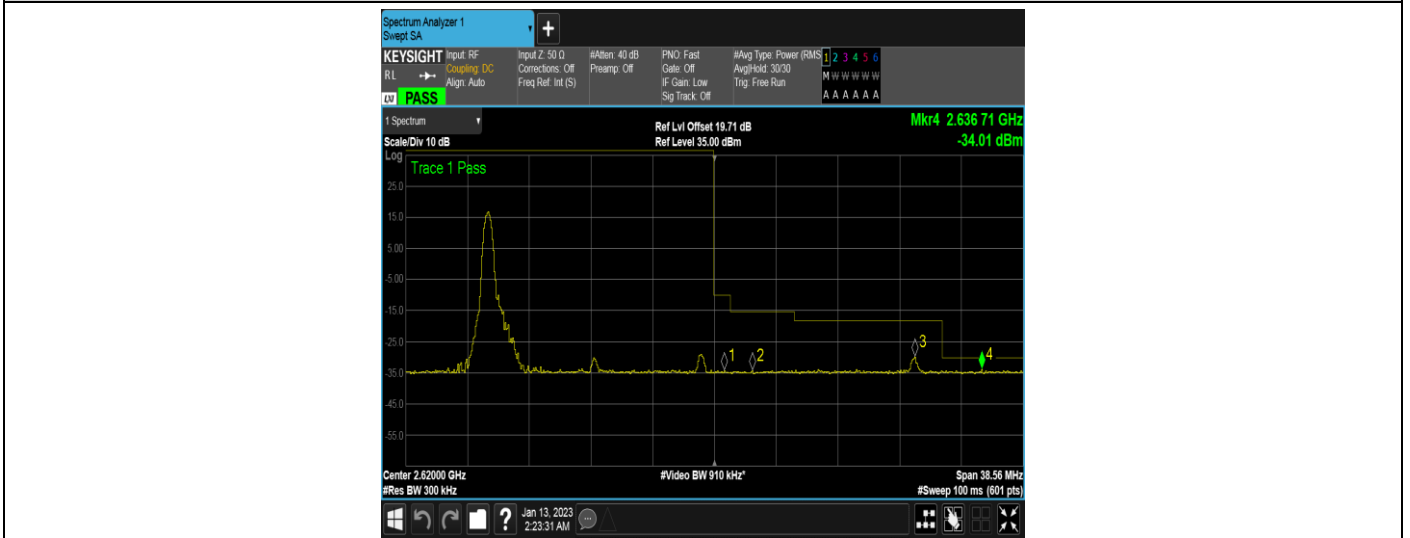 Spectrum Analyzer 1
Swept SA
+
KEYSIGHT Input: RF Input Z: 50 Ω #Atten: 40 dB PNO: Fast #Avg Type: Power (RMS 1 2 3 4 5 6
RL Coupling: DC Corrections: Off Preamp: Off Gate: Off Avg|Hold: 30/30 M W W W W W
Align: Auto Freq Ref: Int (S) IF Gain: Low Trig: Free Run
LXI PASS Sig Track: Off A A A A A A
1 Spectrum Ref Lvl Offset 19.71 dB Mkr4 2.636 71 GHz
Scale/Div 10 dB Ref Level 35.00 dBm -34.01 dBm
Log
Trace 1 Pass
25.0
15.0
5.00
-5.00
-15.0
-25.0
1 2 3 4
-35.0
-45.0
-55.0
Center 2.62000 GHz #Video BW 910 kHz* Span 38.56 MHz
#Res BW 300 kHz #Sweep 100 ms (601 pts)
? Jan 13, 2023
2:23:31 AM